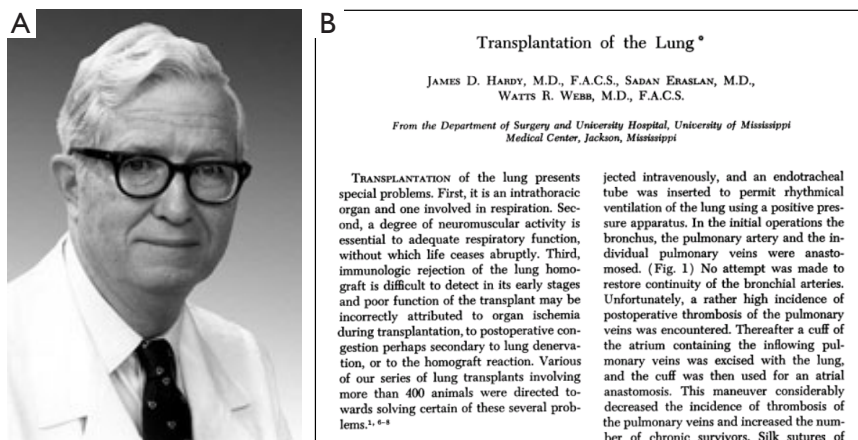 A
B
Transplantation of the Lung *
JAMES D. HARDY, M.D., F.A.C.S., SADAN ERASLAN, M.D.,
WATTS R. WEBB, M.D., F.A.C.S.
From the Department of Surgery and University Hospital, University of Mississippi
Medical Center, Jackson, Mississippi
TRANSPLANTATION of the lung presents
special problems. First, it is an intrathoracic
organ and one involved in respiration. Sec-
ond, a degree of neuromuscular activity is
essential to adequate respiratory function,
without which life ceases abruptly. Third,
immunologic rejection of the lung homo-
graft is difficult to detect in its early stages
and poor function of the transplant may be
incorrectly attributed to organ ischemia
during transplantation, to postoperative con-
gestion perhaps secondary to lung denerva-
tion, or to the homograft reaction. Various
of our series of lung transplants involving
more than 400 animals were directed to-
wards solving certain of these several prob-
lems.1, 6-8
jected intravenously, and an endotracheal
tube was inserted to permit rhythmical
ventilation of the lung using a positive pres-
sure apparatus. In the initial operations the
bronchus, the pulmonary artery and the in-
dividual pulmonary veins were anasto-
mosed. (Fig. 1) No attempt was made to
restore continuity of the bronchial arteries.
Unfortunately, a rather high incidence of
postoperative thrombosis of the pulmonary
veins was encountered. Thereafter a cuff of
the atrium containing the inflowing pul-
monary veins was excised with the lung,
and the cuff was then used for an atrial
anastomosis. This maneuver considerably
decreased the incidence of thrombosis of
the pulmonary veins and increased the num-
ber of chronic survivors. Silk sutures of